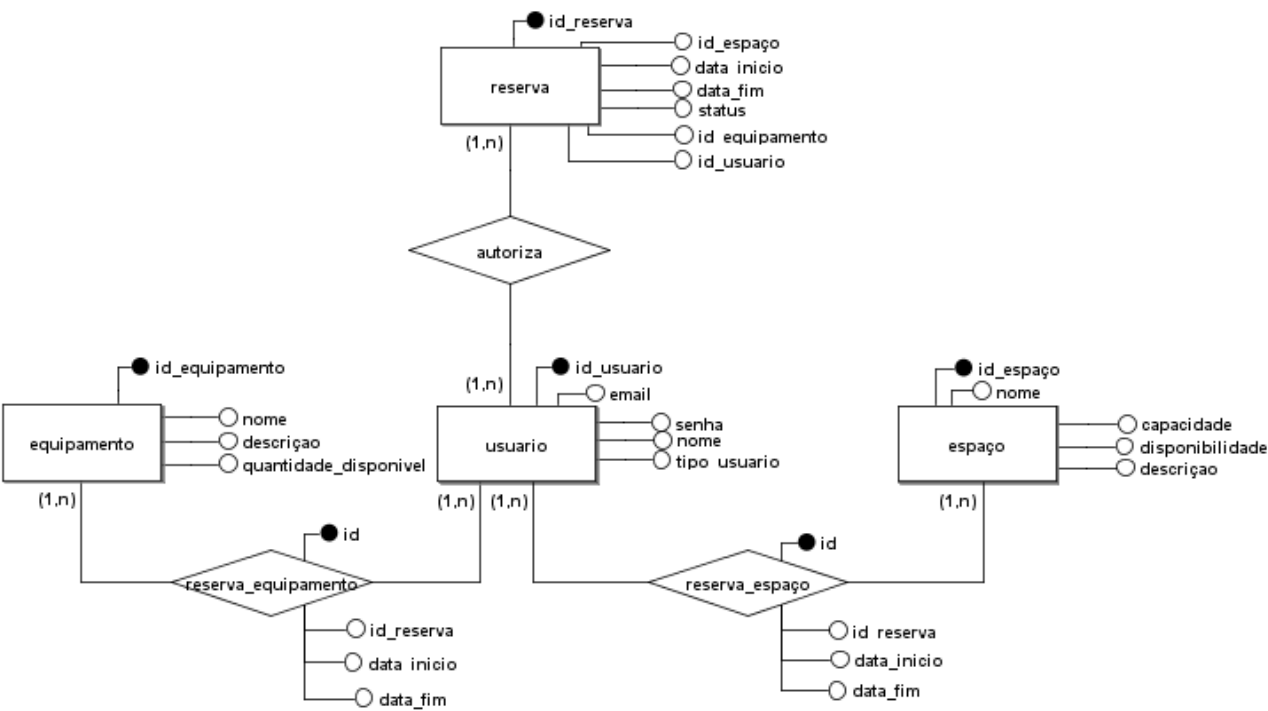 id_reserva
id_espaço
data inicio
reserva
data_fim
status
(1,n)
id equipamento
id_usuario
autoriza
id_equipamento
(1,n)
id_usuario
id_espaço
email
nome
nome
senha
capacidade
equipamento
descriçao
usuario
nome
espaço
disponibilidade
quantidade_disponivel
tipo usuario
descriçao
(1,n)
(1,n)
(1,n)
(1,n)
id
id
reserva_equipamento
reserva_espaço
id_reserva
id reserva
data inicio
data_inicio
data_fim
data_fim